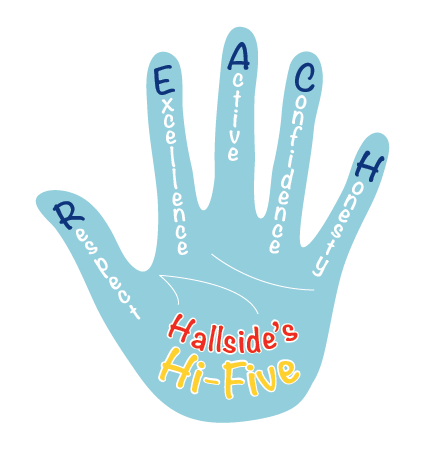 Respect
Excellence
Active
Confidence
Honesty
Hallside's
Hi-Five